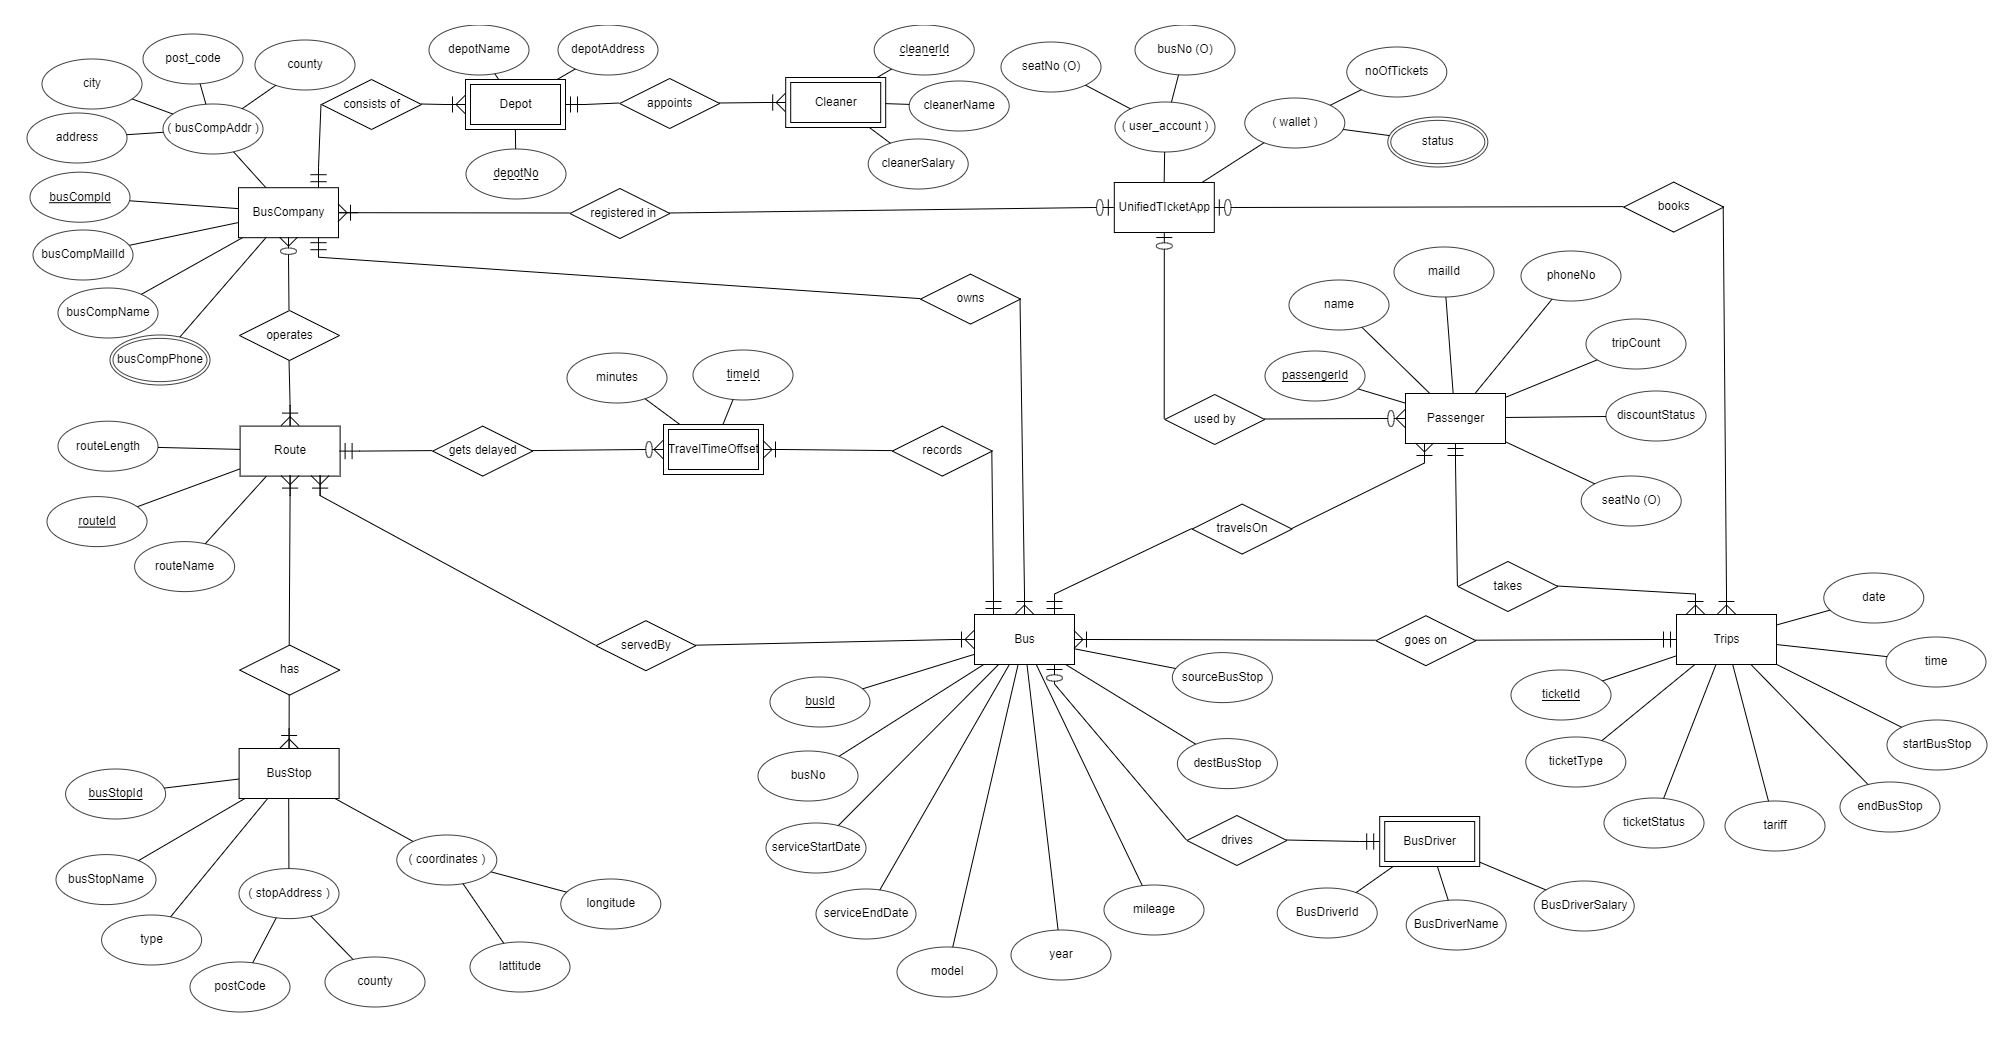 depotName
depotAddress
cleanerId
busNo (O)
post_code
county
seatNo (O)
noOfTickets
city
consists of
Depot
appoints
Cleaner
cleanerName
( busCompAddr )
( user_account )
( wallet )
address
status
depotNo
cleanerSalary
busCompId
BusCompany
registered in
UnifiedTIcketApp
books
busCompMailId
mailId
phoneNo
owns
name
busCompName
operates
tripCount
busCompPhone
minutes
timeId
passengerId
discountStatus
used by
Passenger
routeLength
Route
gets delayed
TravelTimeOffset
records
seatNo (O)
routeId
travelsOn
routeName
takes
date
servedBy
Bus
goes on
Trips
has
time
sourceBusStop
busId
ticketId
startBusStop
BusStop
busNo
destBusStop
ticketType
busStopId
endBusStop
ticketStatus
tariff
serviceStartDate
drives
BusDriver
( coordinates )
busStopName
( stopAddress )
longitude
serviceEndDate
mileage
BusDriverId
BusDriverName
BusDriverSalary
type
year
lattitude
model
postCode
county